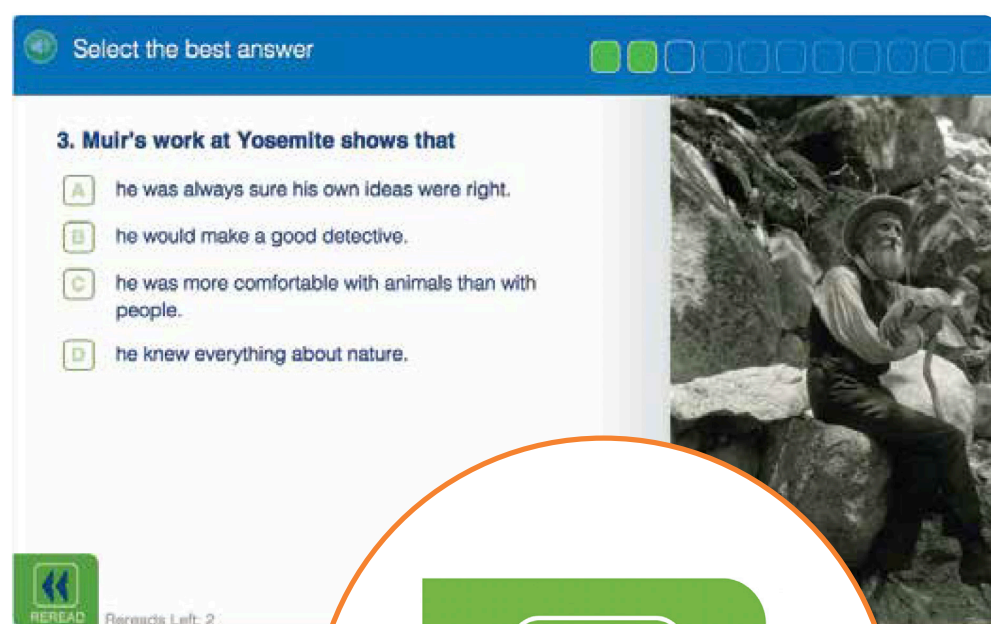 Select the best answer
3. Muir's work at Yosemite shows that
A he was always sure his own ideas were right.
B he would make a good detective.
C he was more comfortable with animals than with
people.
D he knew everything about nature.
REREAD
Rereads Left: 2